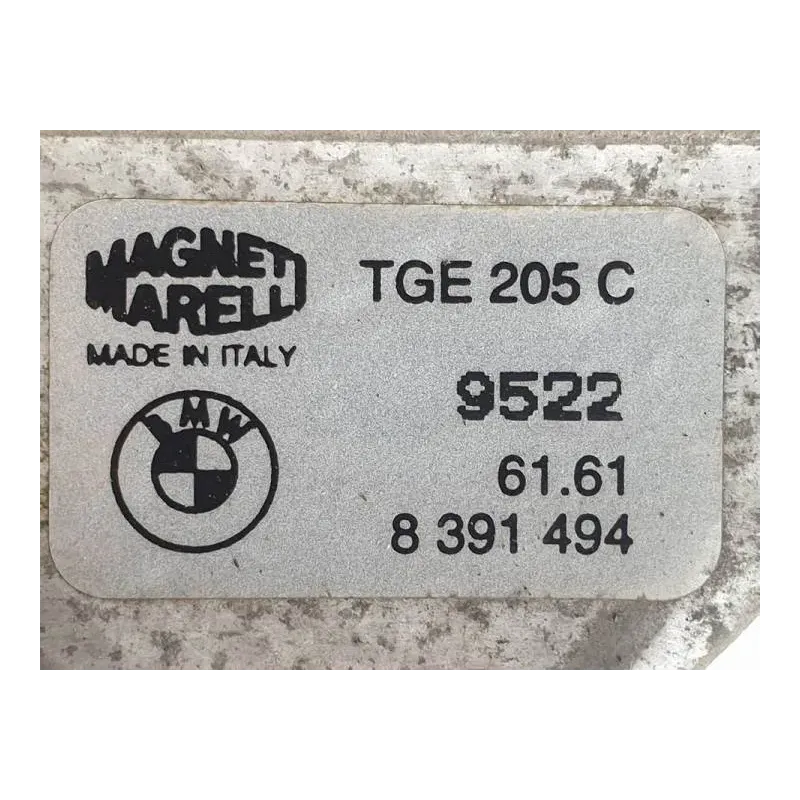 MAGNETI
MARELLI
MADE IN ITALY
BMW
TGE 205 C
9522
61.61
8 391 494